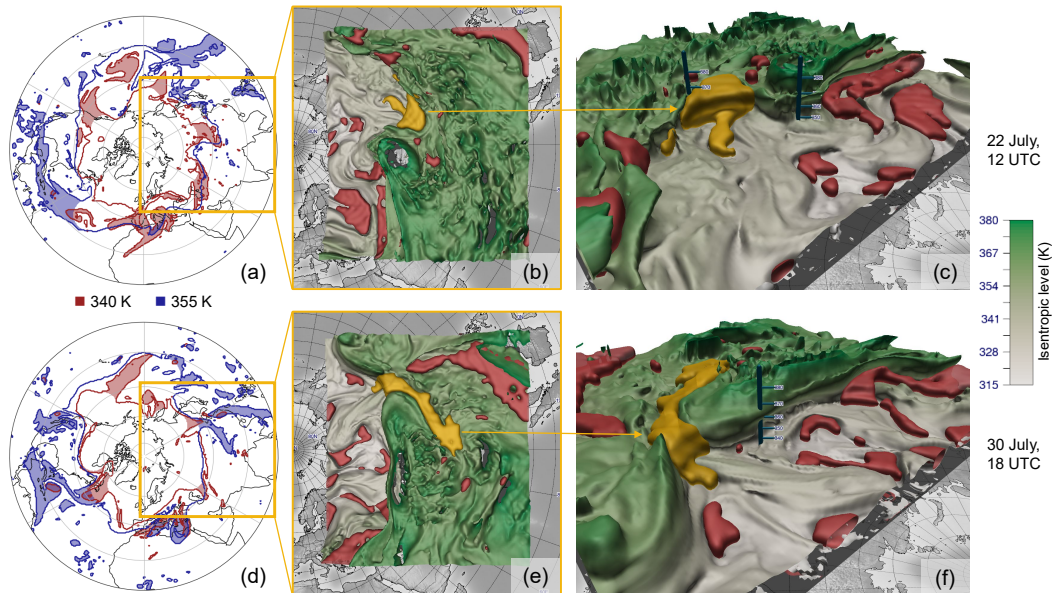 (a)
(b)
(c)
22 July,
12 UTC
340 K
355 K
380
367
354
341
328
315
Isentropic level (K)
(d)
(e)
(f)
30 July,
18 UTC